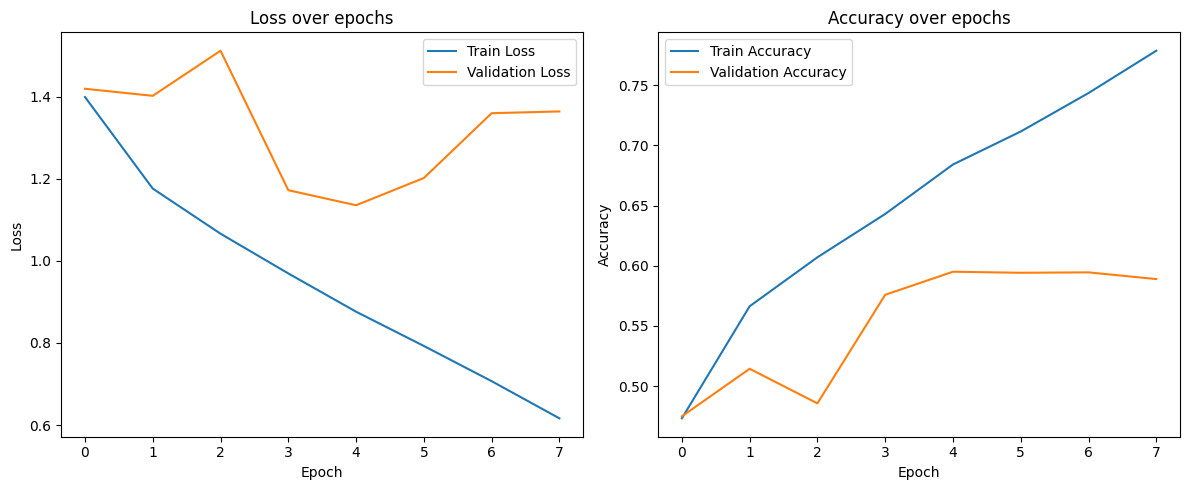 Loss over epochs
Train Loss
Validation Loss
Loss
1.4
1.2
1.0
0.8
0.6
0 1 2 3 4 5 6 7
Epoch
Accuracy over epochs
Train Accuracy
Validation Accuracy
Accuracy
0.75
0.70
0.65
0.60
0.55
0.50
0 1 2 3 4 5 6 7
Epoch